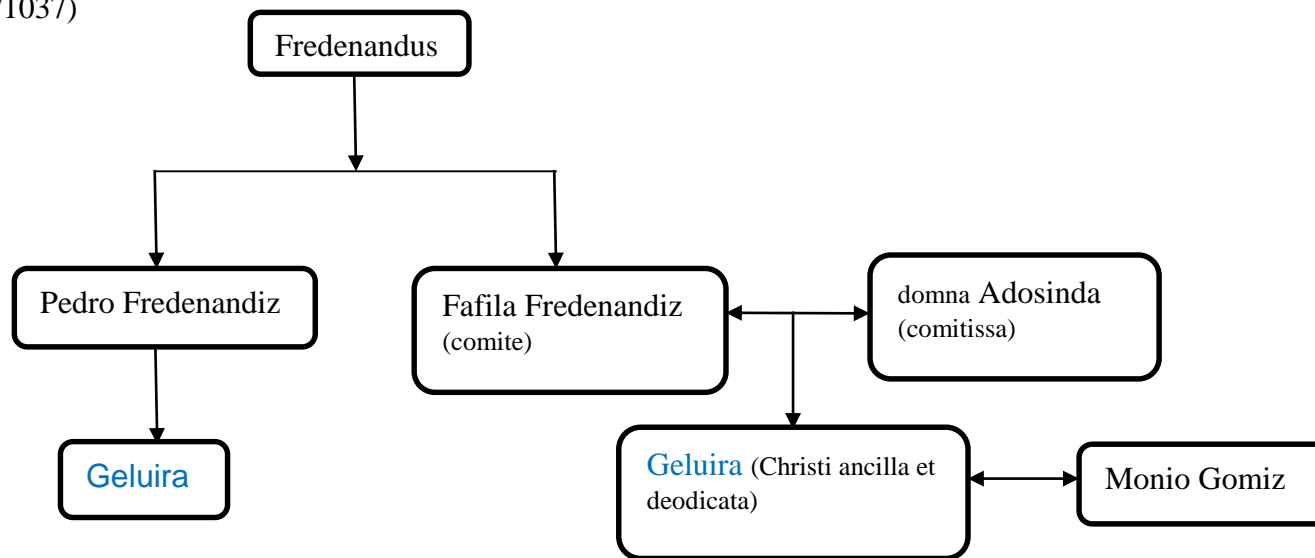 /1037)
Fredenandus
Pedro Fredenandiz
Fafila Fredenandiz
(comite)
domna Adosinda
(comitissa)
Geluira
Geluira (Christi ancilla et
deodicata)
Monio Gomiz